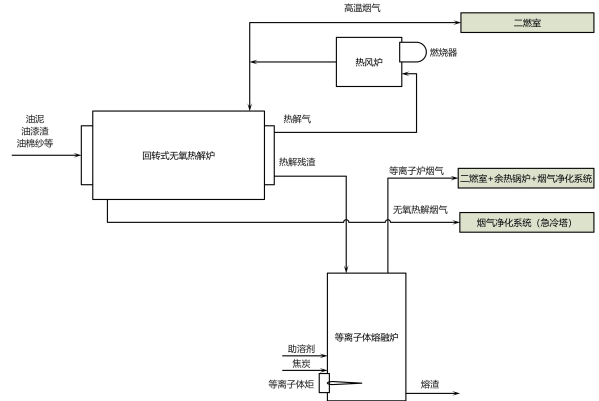 高温烟气
二燃室
热风炉
燃烧器
油泥
油漆渣
油棉纱等
热解气
回转式无氧热解炉
热解残渣
等离子炉烟气
二燃室+余热锅炉+烟气净化系统
无氧热解烟气
烟气净化系统（急冷塔）
等离子体熔融炉
助溶剂
焦炭
等离子体炬
熔渣